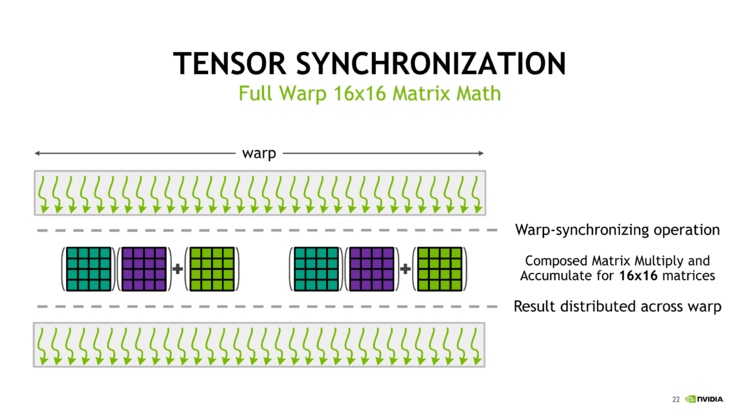 TENSOR SYNCHRONIZATION
Full Warp 16x16 Matrix Math
warp
Warp-synchronizing operation
Composed Matrix Multiply and
Accumulate for 16x16 matrices
Result distributed across warp
22 NVIDIA